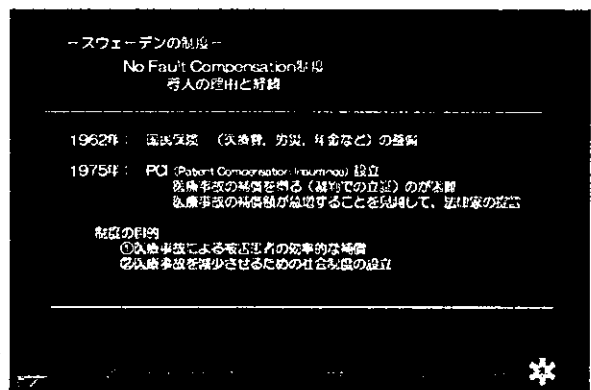 －スウェーデンの制度－
No Fault Compensation制度
導入の理由と経緯
1962年： 国民保険 （医療費，労災，年金など）の整備
1975年： PCI (Patient Compensation Insurance) 設立
医療事故の補償を得る（裁判での立証）のが困難
医療事故の補償額が急増することを見越して、法律家の提言
制度の目的
①医療事故による被害患者の効率的な補償
②医療事故を減少させるための社会制度の設立